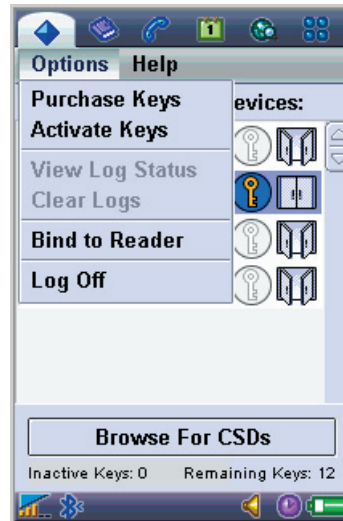 1
Options Help
Purchase Keys
evices:
Activate Keys
View Log Status
Clear Logs
Bind to Reader
Log Off
Browse For CSDs
Inactive Keys: 0 Remaining Keys: 12